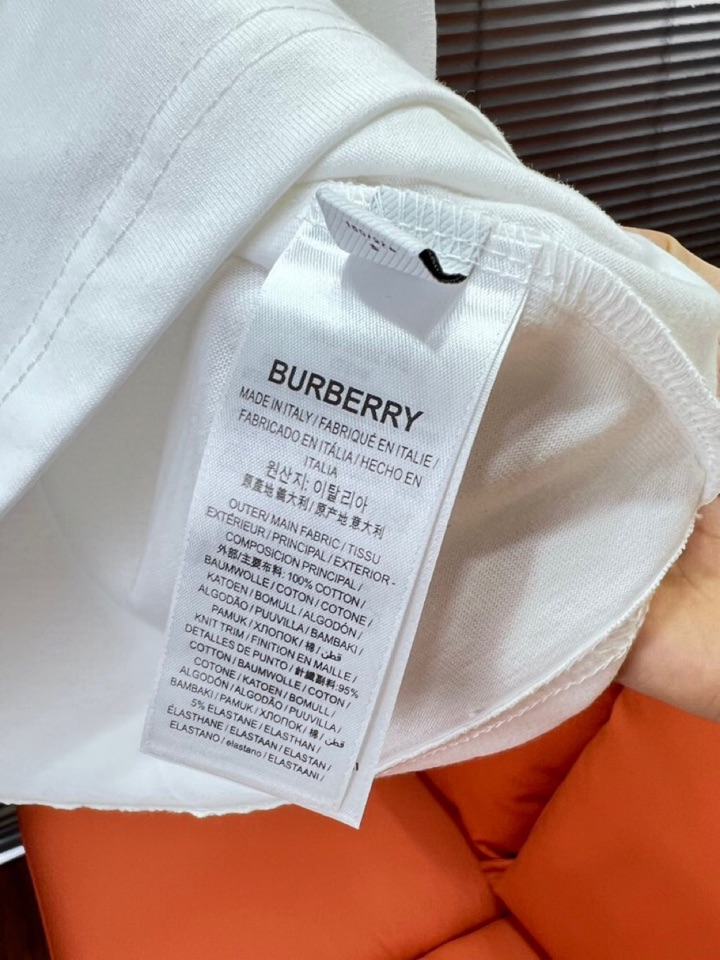 BURBERRY
MADE IN ITALY / FABRIQUÉ EN ITALIE /
FABRICADO EN ITÁLIA / HECHO EN
ITALIA
원산지: 이탈리아
原產地 義大利 / 原产地 意大利
OUTER/ MAIN FABRIC / TISSU
EXTÉRIEUR / PRINCIPAL / EXTERIOR -
COMPOSICION PRINCIPAL /
外部/主要布料: 100% COTTON /
BAUMWOLLE / COTON / COTONE /
KATOEN / BOMULL / ALGODÓN /
ALGODÃO / PUUVILLA / BAMBAKI /
PAMUK / ХЛОПОК / 棉 / قطن
KNIT TRIM / FINITION EN MAILLE /
DETALLES DE PUNTO / 針織副料: 95%
COTTON / BAUMWOLLE / COTON /
COTONE / KATOEN / BOMULL /
ALGODÓN / ALGODÃO / PUUVILLA /
BAMBAKI / PAMUK / ХЛОПОК / 棉 / قطن
5% ELASTANE / ELASTHAN /
ÉLASTHANE / ELASTAAN / ELASTAN /
ELASTANO / elastano / ELASTAANI /